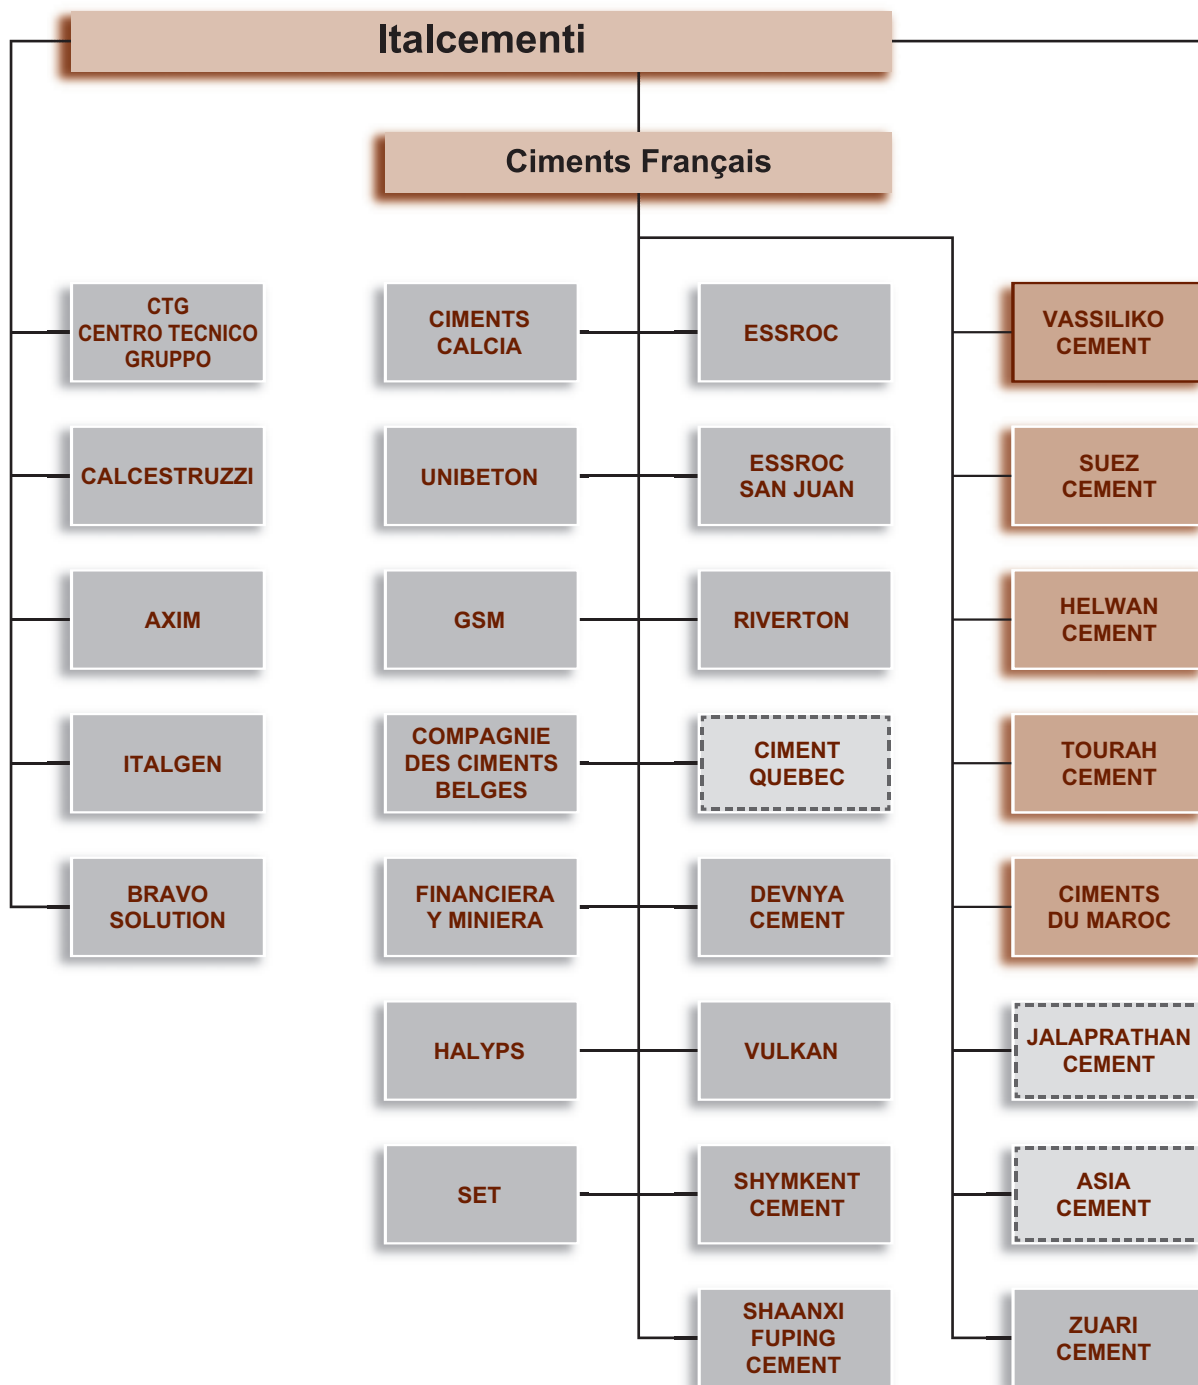 Italcementi
Ciments Français
CTG
CENTRO TECNICO
GRUPPO
CIMENTS
CALCIA
ESSROC
VASSILIKO
CEMENT
CALCESTRUZZI
UNIBETON
ESSROC
SAN JUAN
SUEZ
CEMENT
AXIM
GSM
RIVERTON
HELWAN
CEMENT
ITALGEN
COMPAGNIE
DES CIMENTS
BELGES
CIMENT
QUEBEC
TOURAH
CEMENT
BRAVO
SOLUTION
FINANCIERA
Y MINIERA
DEVNYA
CEMENT
CIMENTS
DU MAROC
HALYPS
VULKAN
JALAPRATHAN
CEMENT
SET
SHYMKENT
CEMENT
ASIA
CEMENT
SHAANXI
FUPING
CEMENT
ZUARI
CEMENT